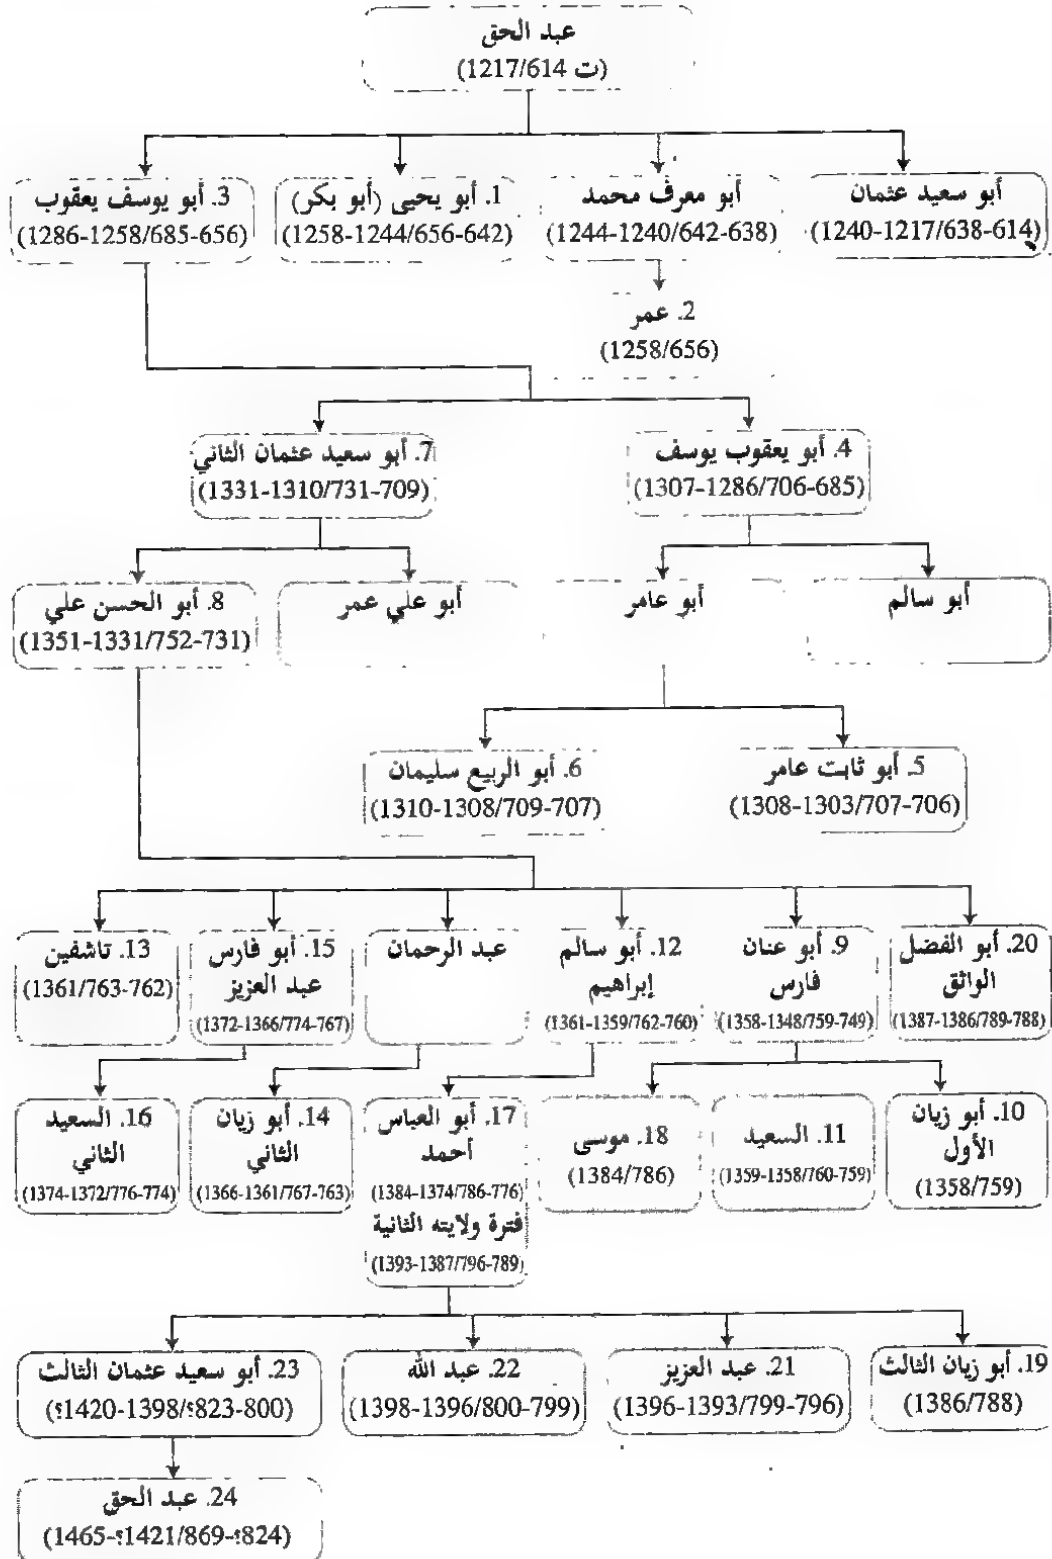 عبد الحق
(ت 1217/614)
أبو سعيد عثمان
(1240-1217/638-614)
أبو معرف محمد
(1244-1240/642-638)
1. أبو يحيى (أبو بكر)
(1258-1244/656-642)
3. أبو يوسف يعقوب
(1286-1258/685-656)
2. عمر
(1258/656)
4. أبو يعقوب يوسف
(1307-1286/706-685)
7. أبو سعيد عثمان الثاني
(1331-1310/731-709)
أبو سالم
أبو عامر
أبو علي عمر
8. أبو الحسن علي
(1351-1331/752-731)
5. أبو ثابت عامر
(1308-1303/707-706)
6. أبو الربيع سليمان
(1310-1308/709-707)
20. أبو الفضل
الواثق
(1387-1386/789-788)
9. أبو عنان
فارس
(1358-1348/759-749)
12. أبو سالم
إبراهيم
(1361-1359/762-760)
عبد الرحمان
15. أبو فارس
عبد العزيز
(1372-1366/774-767)
13. تاشفين
(1361/763-762)
10. أبو زيان
الأول
(1358/759)
11. السعيد
(1359-1358/760-759)
18. موسى
(1384/786)
17. أبو العباس
أحمد
(1384-1374/786-776)
فترة ولايته الثانية
(1393-1387/796-789)
14. أبو زيان
الثاني
(1366-1361/767-763)
16. السعيد
الثاني
(1374-1372/776-774)
19. أبو زيان الثالث
(1386/788)
21. عبد العزيز
(1396-1393/799-796)
22. عبد الله
(1398-1396/800-799)
23. أبو سعيد عثمان الثالث
(800-823؟/1398-1420؟)
24. عبد الحق
(824؟-869/1421؟-1465)